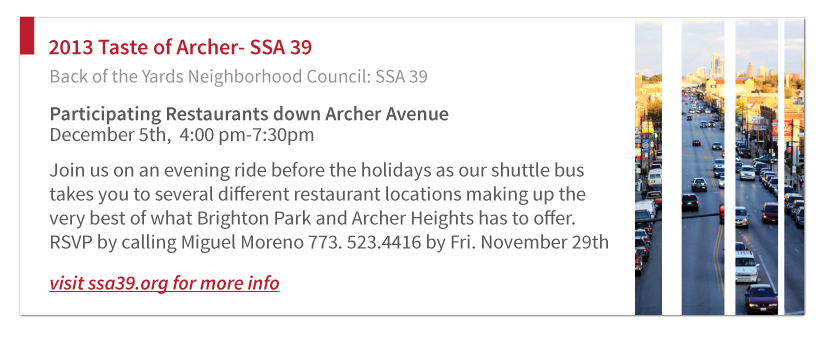 2013 Taste of Archer- SSA 39
Back of the Yards Neighborhood Council: SSA 39
Participating Restaurants down Archer Avenue
December 5th,  4:00 pm-7:30pm
Join us on an evening ride before the holidays as our shuttle bus
takes you to several different restaurant locations making up the
very best of what Brighton Park and Archer Heights has to offer.
RSVP by calling Miguel Moreno 773. 523.4416 by Fri. November 29th
visit ssa39.org for more info